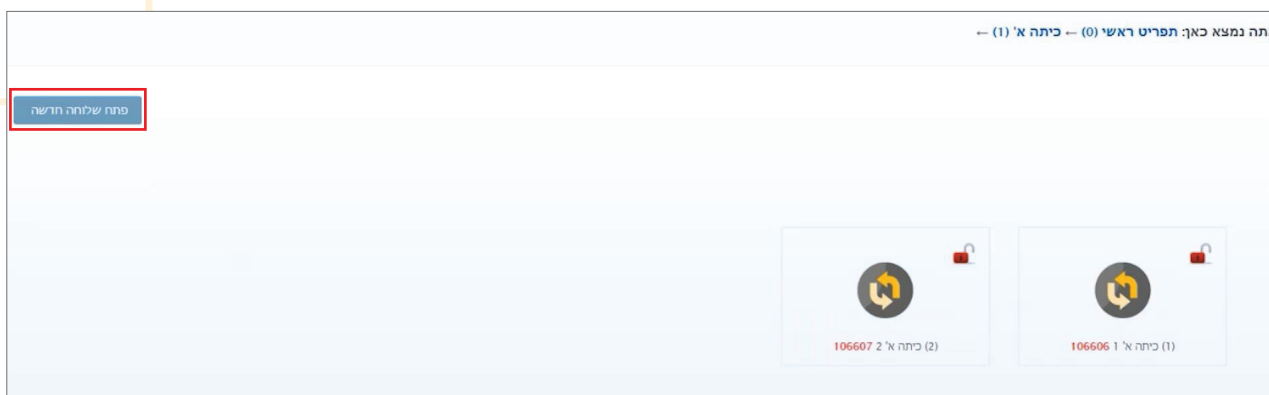 תה נמצא כאן: תפריט ראשי (0) ← כיתה א' (1) ←
פתח שלוחה חדשה
(1) כיתה א' 1 106606
(2) כיתה א' 2 106607